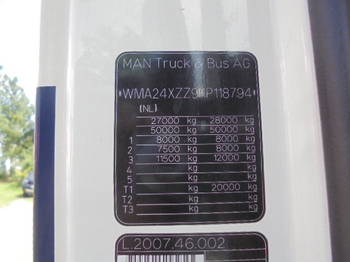 MAN Truck & Bus AG
(NL)
27000 kg 28000 kg
50000 kg 50000 kg
1 8000 kg 8000 kg
2 7500 kg 8000 kg
3 11500 kg 12000 kg
4 kg kg
5 kg kg
T1 kg 20000 kg
T2 kg kg
T3 kg kg
L.2007.46.002